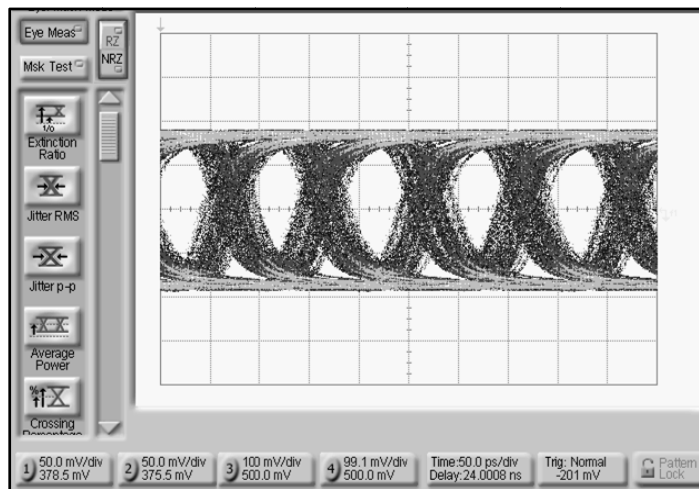 Eye Meas
Msk Test
RZ
NRZ
1/0
Extinction
Ratio
Jitter RMS
Jitter p-p
Average
Power
%
Crossing
Percentage
1 50.0 mV/div
378.5 mV
2 50.0 mV/div
375.5 mV
3 100 mV/div
500.0 mV
4 99.1 mV/div
500.0 mV
Time:50.0 ps/div
Delay:24.0008 ns
Trig: Normal
-201 mV
Pattern
Lock